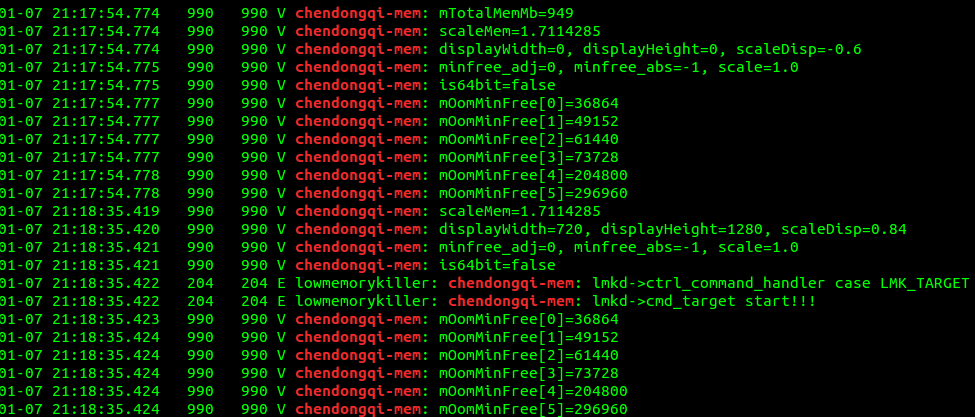 01-07 21:17:54.774 990 990 V chendongqi-mem: mTotalMemMb=949
01-07 21:17:54.774 990 990 V chendongqi-mem: scaleMem=1.7114285
01-07 21:17:54.774 990 990 V chendongqi-mem: displayWidth=0, displayHeight=0, scaleDisp=-0.6
01-07 21:17:54.775 990 990 V chendongqi-mem: minfree_adj=0, minfree_abs=-1, scale=1.0
01-07 21:17:54.775 990 990 V chendongqi-mem: is64bit=false
01-07 21:17:54.777 990 990 V chendongqi-mem: mOomMinFree[0]=36864
01-07 21:17:54.777 990 990 V chendongqi-mem: mOomMinFree[1]=49152
01-07 21:17:54.777 990 990 V chendongqi-mem: mOomMinFree[2]=61440
01-07 21:17:54.777 990 990 V chendongqi-mem: mOomMinFree[3]=73728
01-07 21:17:54.778 990 990 V chendongqi-mem: mOomMinFree[4]=204800
01-07 21:17:54.778 990 990 V chendongqi-mem: mOomMinFree[5]=296960
01-07 21:18:35.419 990 990 V chendongqi-mem: scaleMem=1.7114285
01-07 21:18:35.420 990 990 V chendongqi-mem: displayWidth=720, displayHeight=1280, scaleDisp=0.84
01-07 21:18:35.421 990 990 V chendongqi-mem: minfree_adj=0, minfree_abs=-1, scale=1.0
01-07 21:18:35.421 990 990 V chendongqi-mem: is64bit=false
01-07 21:18:35.422 204 204 E lowmemorykiller: chendongqi-mem: lmkd->ctrl_command_handler case LMK_TARGET
01-07 21:18:35.422 204 204 E lowmemorykiller: chendongqi-mem: lmkd->cmd_target start!!!
01-07 21:18:35.423 990 990 V chendongqi-mem: mOomMinFree[0]=36864
01-07 21:18:35.424 990 990 V chendongqi-mem: mOomMinFree[1]=49152
01-07 21:18:35.424 990 990 V chendongqi-mem: mOomMinFree[2]=61440
01-07 21:18:35.424 990 990 V chendongqi-mem: mOomMinFree[3]=73728
01-07 21:18:35.424 990 990 V chendongqi-mem: mOomMinFree[4]=204800
01-07 21:18:35.424 990 990 V chendongqi-mem: mOomMinFree[5]=296960